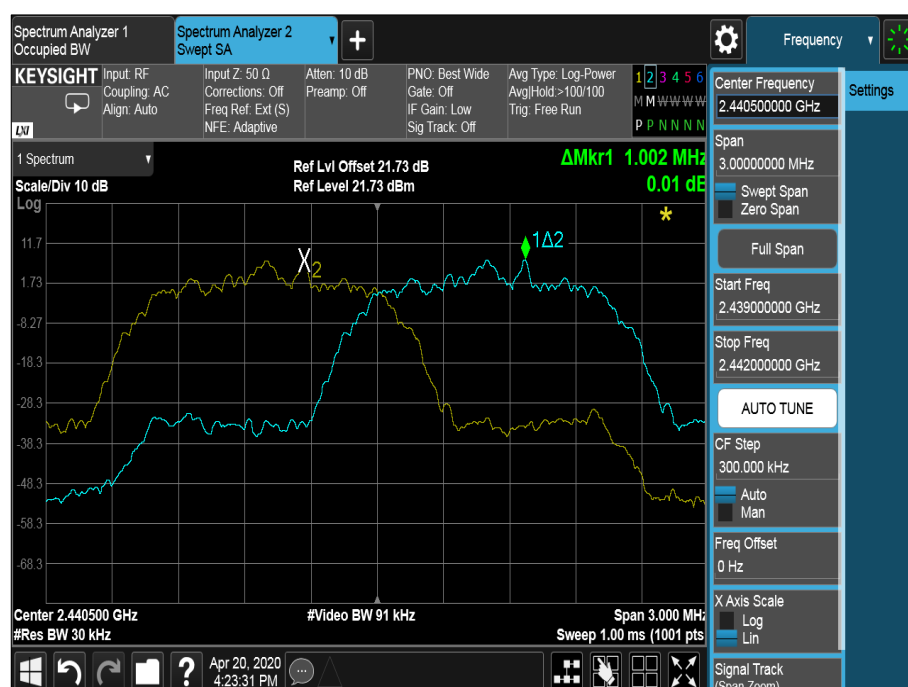 Spectrum Analyzer 1
Occupied BW
Spectrum Analyzer 2
Swept SA
+
Frequency
KEYSIGHT
LXI
Input: RF
Coupling: AC
Align: Auto
Input Z: 50 Ω
Corrections: Off
Freq Ref: Ext (S)
NFE: Adaptive
Atten: 10 dB
Preamp: Off
PNO: Best Wide
Gate: Off
IF Gain: Low
Sig Track: Off
Avg Type: Log-Power
Avg|Hold:>100/100
Trig: Free Run
1 2 3 4 5 6
M M W W W W
P P N N N N
1 Spectrum
Scale/Div 10 dB
Log
Ref Lvl Offset 21.73 dB
Ref Level 21.73 dBm
ΔMkr1 1.002 MHz
0.01 dB
*
11.7
1.73
-8.27
-18.3
-28.3
-38.3
-48.3
-58.3
-68.3
X2
1Δ2
Center 2.440500 GHz
#Res BW 30 kHz
#Video BW 91 kHz
Span 3.000 MHz
Sweep 1.00 ms (1001 pts
?
Apr 20, 2020
4:23:31 PM
Settings
Center Frequency
2.440500000 GHz
Span
3.00000000 MHz
Swept Span
Zero Span
Full Span
Start Freq
2.439000000 GHz
Stop Freq
2.442000000 GHz
AUTO TUNE
CF Step
300.000 kHz
Auto
Man
Freq Offset
0 Hz
X Axis Scale
Log
Lin
Signal Track
(Span Zoom)